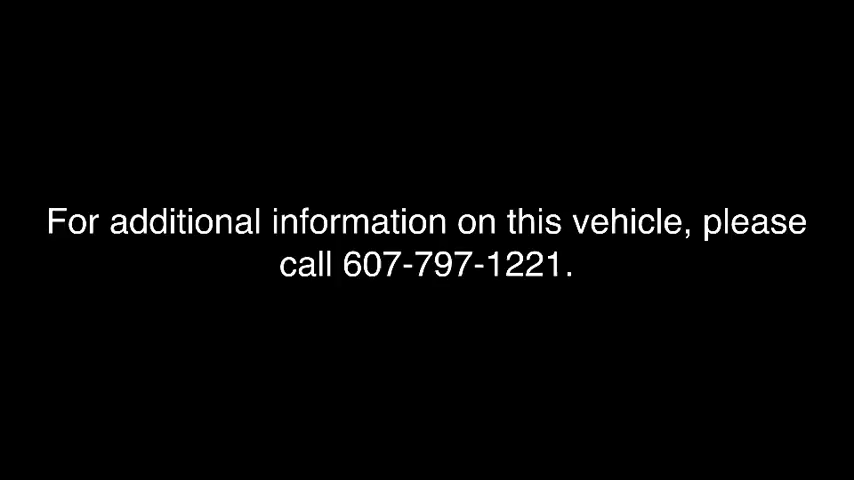 For additional information on this vehicle, please
call 607-797-1221.